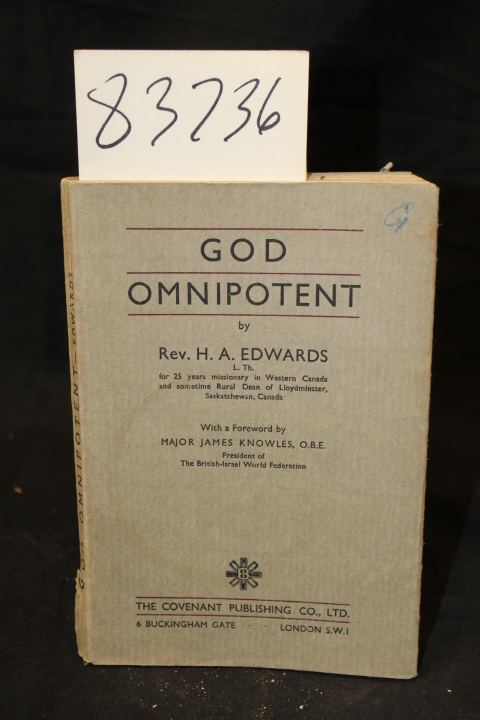 83736
G
GOD
OMNIPOTENT
by
Rev. H. A. EDWARDS
L. Th.
for 25 years missionary in Western Canada
and sometime Rural Dean of Lloydminster,
Saskatchewan, Canada
With a Foreword by
MAJOR JAMES KNOWLES, O.B.E.
President of
The British-Israel World Federation
8
THE COVENANT PUBLISHING CO., LTD.
6 BUCKINGHAM GATE · · LONDON S.W.1
GOD OMNIPOTENT — EDWARDS